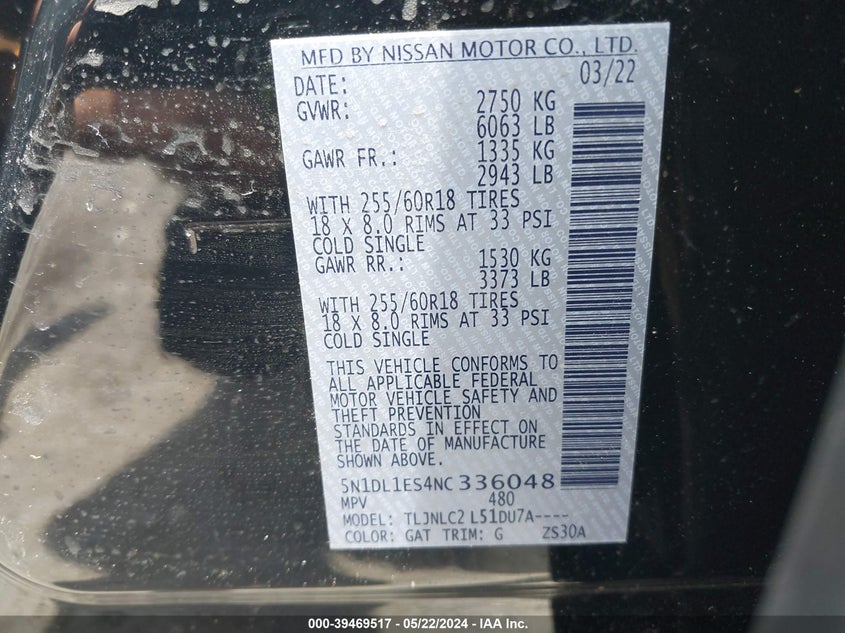 MFD BY NISSAN MOTOR CO., LTD.
DATE: 03/22
GVWR: 2750 KG
6063 LB
GAWR FR.: 1335 KG
2943 LB
WITH 255/60R18 TIRES
18 X 8.0 RIMS AT 33 PSI
COLD SINGLE
GAWR RR.: 1530 KG
3373 LB
WITH 255/60R18 TIRES
18 X 8.0 RIMS AT 33 PSI
COLD SINGLE
THIS VEHICLE CONFORMS TO
ALL APPLICABLE FEDERAL
MOTOR VEHICLE SAFETY AND
THEFT PREVENTION
STANDARDS IN EFFECT ON
THE DATE OF MANUFACTURE
SHOWN ABOVE.
5N1DL1ES4NC336048
MPV 480
MODEL: TLJNLC2 L51DU7A----
COLOR: GAT TRIM: G ZS30A
000-39469517 - 05/22/2024 - IAA Inc.